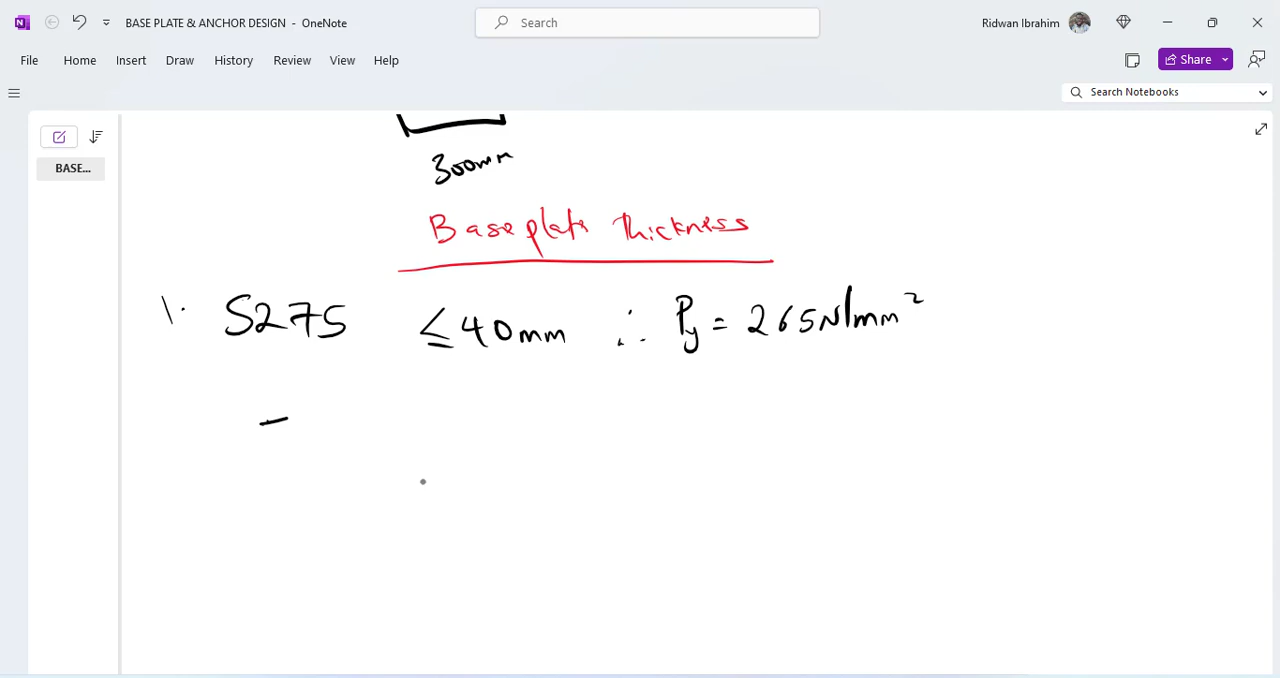 BASE PLATE & ANCHOR DESIGN - OneNote
Search
Ridwan Ibrahim
File Home Insert Draw History Review View Help
Share
Search Notebooks
BASE...
300mm
Baseplate thickness
1. S275 ≤40mm ∴ Py = 265N/mm²